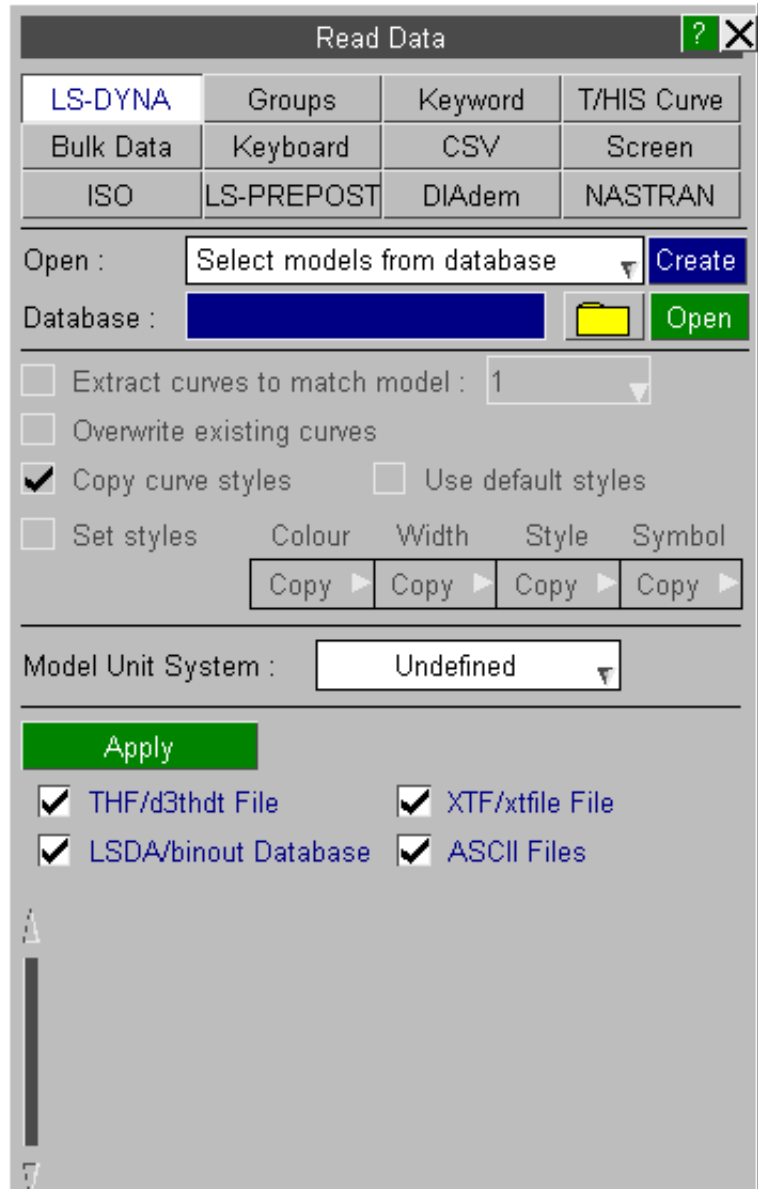 Read Data ?
LS-DYNA Groups Keyword T/HIS Curve
Bulk Data Keyboard CSV Screen
ISO LS-PREPOST DIAdem NASTRAN
Open : Select models from database Create
Database : Open
Extract curves to match model : 1
Overwrite existing curves
Copy curve styles Use default styles
Set styles Colour Width Style Symbol
Copy Copy Copy Copy
Model Unit System : Undefined
Apply
THF/d3thdt File XTF/xtfile File
LSDA/binout Database ASCII Files